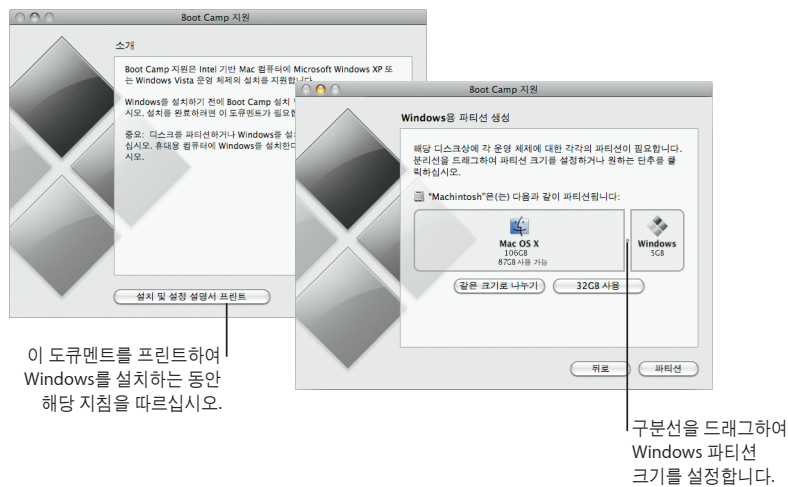 Boot Camp 지원
소개
Boot Camp 지원은 Intel 기반 Mac 컴퓨터에 Microsoft Windows XP 또
는 Windows Vista 운영 체제의 설치를 지원합니다.
Windows를 설치하기 전에 Boot Camp 설치
시오. 설치를 완료하려면 이 도큐멘트가 필요합
중요: 디스크를 파티션하거나 Windows를 설
십시오. 휴대용 컴퓨터에 Windows를 설치한다
시오.
설치 및 설정 설명서 프린트
이 도큐멘트를 프린트하여
Windows를 설치하는 동안
해당 지침을 따르십시오.
Boot Camp 지원
Windows용 파티션 생성
해당 디스크상에 각 운영 체제에 대한 각각의 파티션이 필요합니다.
분리선을 드래그하여 파티션 크기를 설정하거나 원하는 단추를 클
릭하십시오.
"Machintosh"은(는) 다음과 같이 파티션됩니다:
Mac OS X
106GB
87GB 사용 가능
Windows
5GB
같은 크기로 나누기
32GB 사용
뒤로
파티션
구분선을 드래그하여
Windows 파티션
크기를 설정합니다.